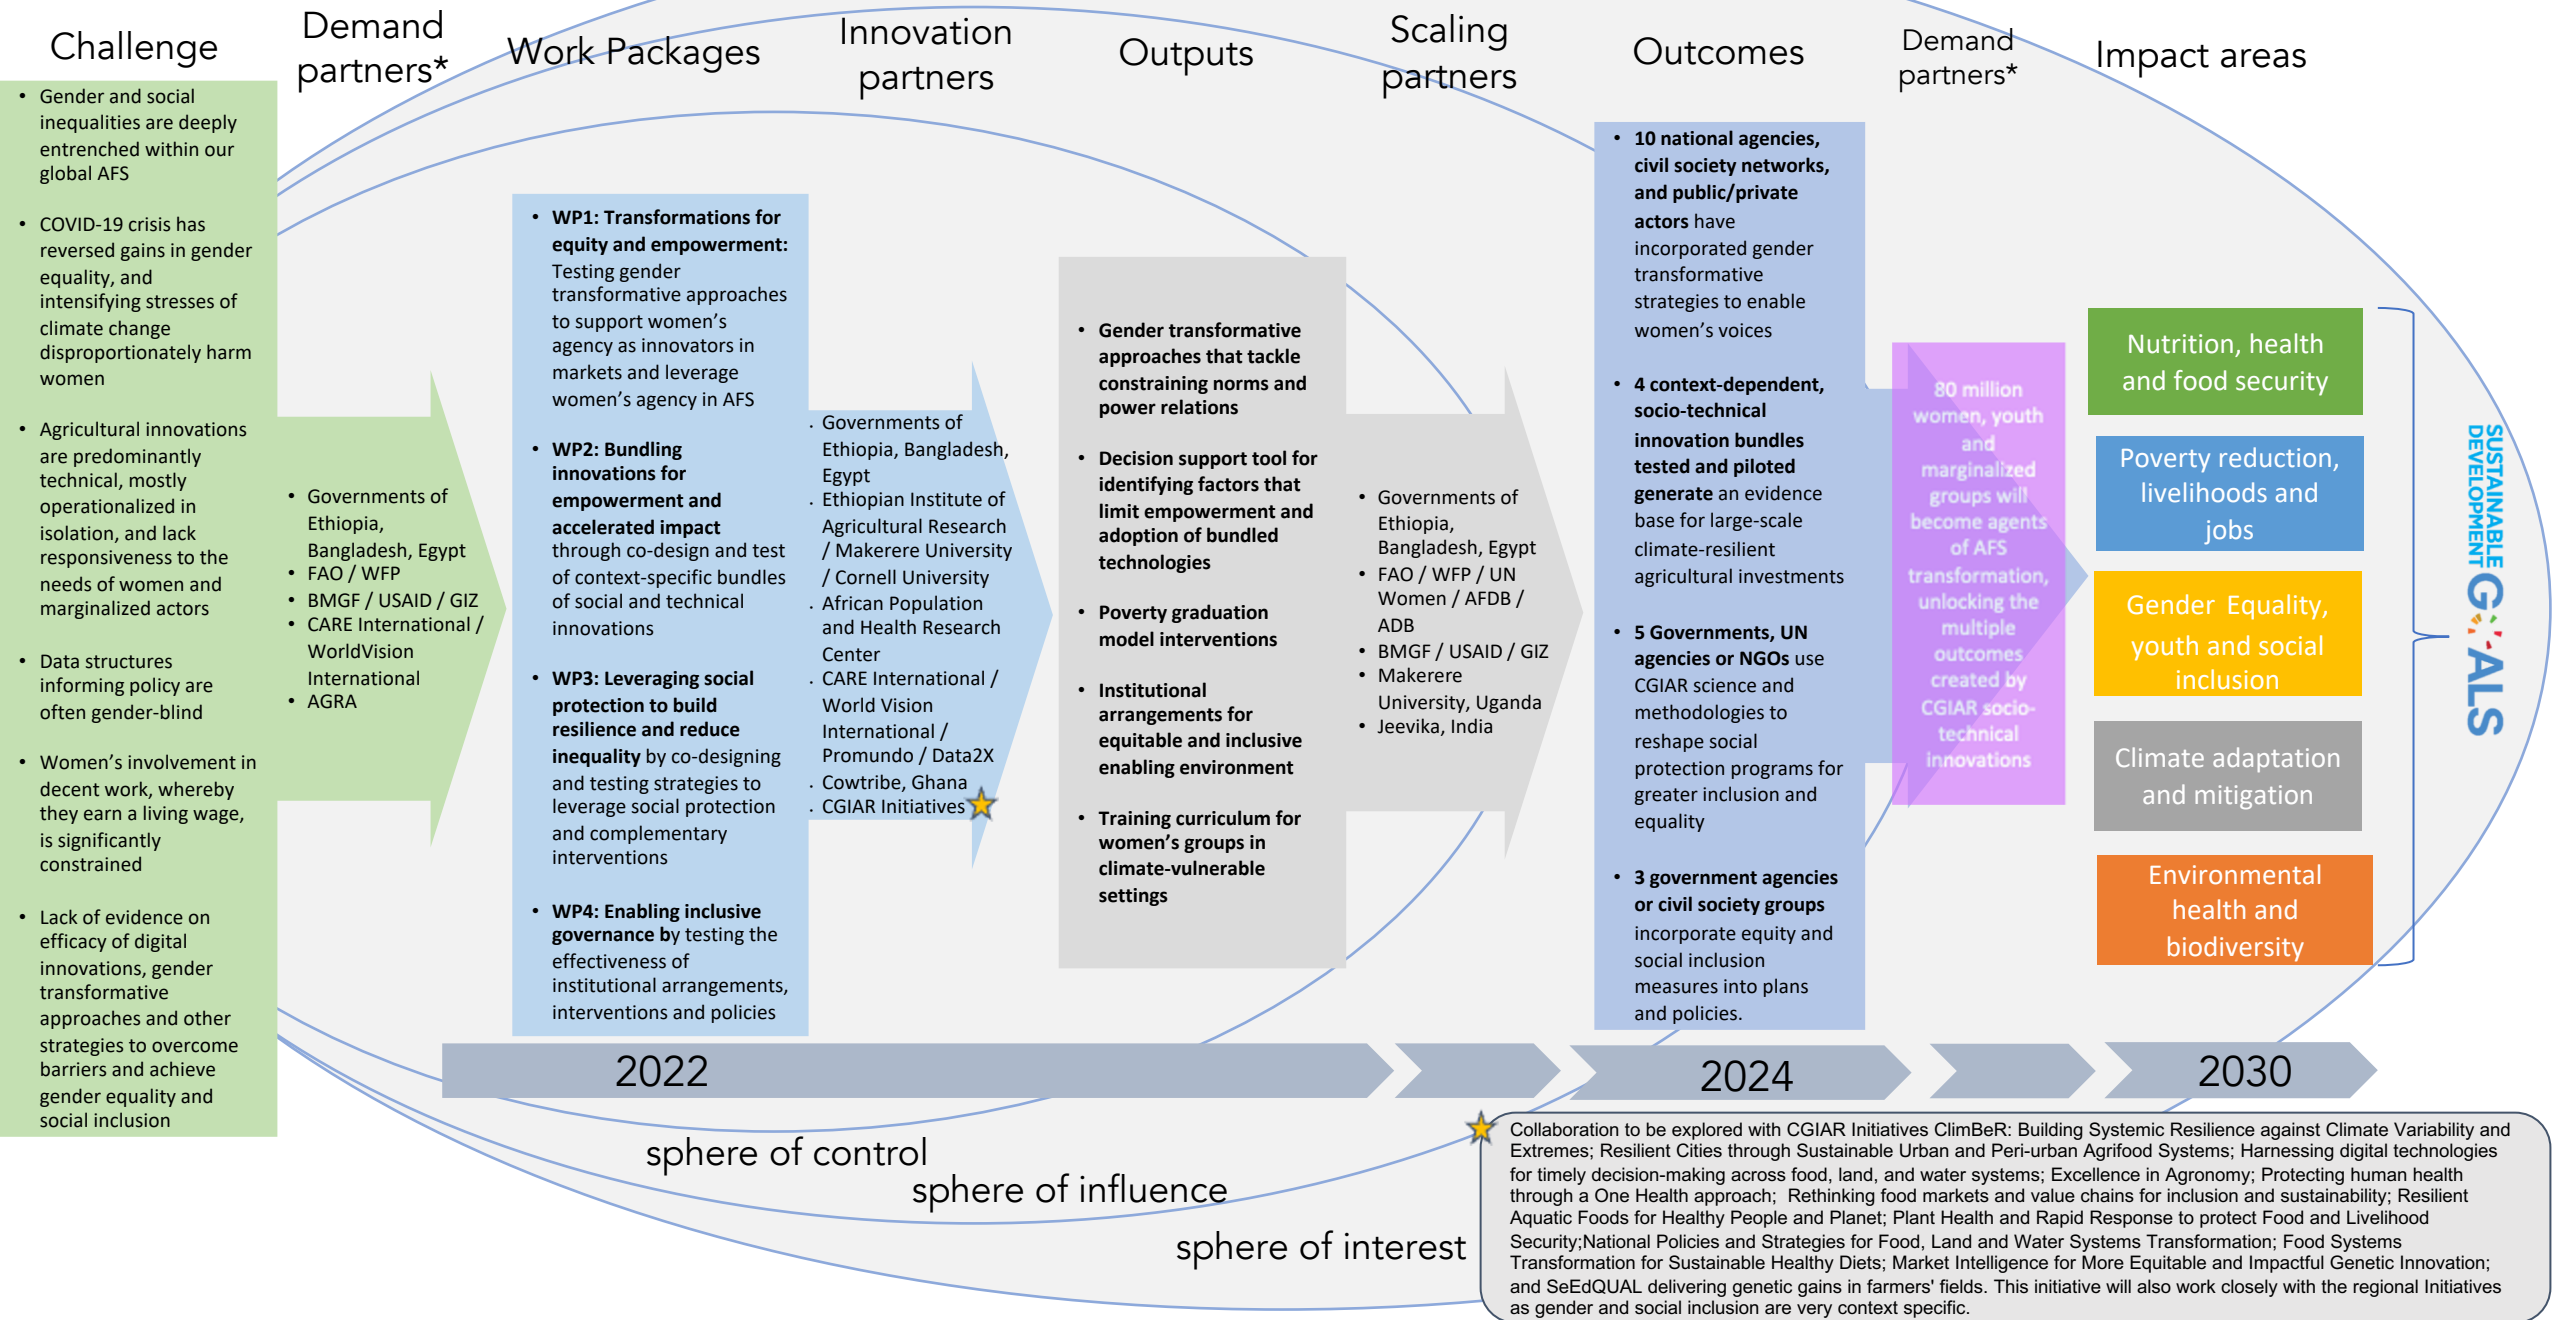 Challenge
Demand
partners*
Work Packages
Innovation
partners
Outputs
Scaling
partners
Outcomes
Demand
partners*
Impact areas
• Gender and social
inequalities are deeply
entrenched within our
global AFS
• COVID-19 crisis has
reversed gains in gender
equality, and
intensifying stresses of
climate change
disproportionately harm
women
• Agricultural innovations
are predominantly
technical, mostly
operationalized in
isolation, and lack
responsiveness to the
needs of women and
marginalized actors
• Data structures
informing policy are
often gender-blind
• Women’s involvement in
decent work, whereby
they earn a living wage,
is significantly
constrained
• Lack of evidence on
efficacy of digital
innovations, gender
transformative
approaches and other
strategies to overcome
barriers and achieve
gender equality and
social inclusion
• Governments of
Ethiopia,
Bangladesh, Egypt
• FAO / WFP
• BMGF / USAID / GIZ
• CARE International /
WorldVision
International
• AGRA
• WP1: Transformations for
equity and empowerment:
Testing gender
transformative approaches
to support women’s
agency as innovators in
markets and leverage
women’s agency in AFS
• WP2: Bundling
innovations for
empowerment and
accelerated impact
through co-design and test
of context-specific bundles
of social and technical
innovations
• WP3: Leveraging social
protection to build
resilience and reduce
inequality by co-designing
and testing strategies to
leverage social protection
and complementary
interventions
• WP4: Enabling inclusive
governance by testing the
effectiveness of
institutional arrangements,
interventions and policies
. Governments of
Ethiopia, Bangladesh,
Egypt
. Ethiopian Institute of
Agricultural Research
/ Makerere University
/ Cornell University
. African Population
and Health Research
Center
. CARE International /
World Vision
International /
Promundo / Data2X
. Cowtribe, Ghana
. CGIAR Initiatives
• Gender transformative
approaches that tackle
constraining norms and
power relations
• Decision support tool for
identifying factors that
limit empowerment and
adoption of bundled
technologies
• Poverty graduation
model interventions
• Institutional
arrangements for
equitable and inclusive
enabling environment
• Training curriculum for
women’s groups in
climate-vulnerable
settings
• Governments of
Ethiopia,
Bangladesh, Egypt
• FAO / WFP / UN
Women / AFDB /
ADB
• BMGF / USAID / GIZ
• Makerere
University, Uganda
• Jeevika, India
• 10 national agencies,
civil society networks,
and public/private
actors have
incorporated gender
transformative
strategies to enable
women’s voices
• 4 context-dependent,
socio-technical
innovation bundles
tested and piloted
generate an evidence
base for large-scale
climate-resilient
agricultural investments
• 5 Governments, UN
agencies or NGOs use
CGIAR science and
methodologies to
reshape social
protection programs for
greater inclusion and
equality
• 3 government agencies
or civil society groups
incorporate equity and
social inclusion
measures into plans
and policies.
80 million
women, youth
and
marginalized
groups will
become agents
of AFS
transformation,
unlocking the
multiple
outcomes
created by
CGIAR socio-
technical
innovations
Nutrition, health
and food security
Poverty reduction,
livelihoods and
jobs
Gender Equality,
youth and social
inclusion
Climate adaptation
and mitigation
Environmental
health and
biodiversity
SUSTAINABLE
DEVELOPMENT
GOALS
2022
2024
2030
sphere of control
sphere of influence
sphere of interest
Collaboration to be explored with CGIAR Initiatives ClimBeR: Building Systemic Resilience against Climate Variability and
Extremes; Resilient Cities through Sustainable Urban and Peri-urban Agrifood Systems; Harnessing digital technologies
for timely decision-making across food, land, and water systems; Excellence in Agronomy; Protecting human health
through a One Health approach; Rethinking food markets and value chains for inclusion and sustainability; Resilient
Aquatic Foods for Healthy People and Planet; Plant Health and Rapid Response to protect Food and Livelihood
Security;National Policies and Strategies for Food, Land and Water Systems Transformation; Food Systems
Transformation for Sustainable Healthy Diets; Market Intelligence for More Equitable and Impactful Genetic Innovation;
and SeEdQUAL delivering genetic gains in farmers' fields. This initiative will also work closely with the regional Initiatives
as gender and social inclusion are very context specific.